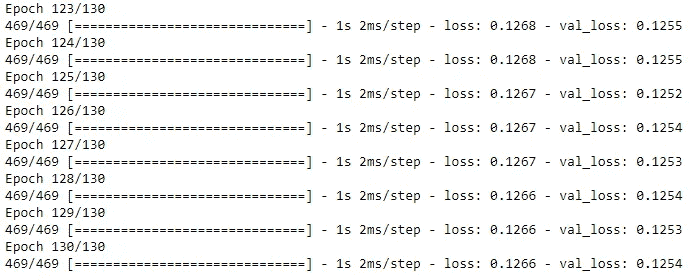 Epoch 123/130
469/469 [==============================] - 1s 2ms/step - loss: 0.1268 - val_loss: 0.1255
Epoch 124/130
469/469 [==============================] - 1s 2ms/step - loss: 0.1268 - val_loss: 0.1255
Epoch 125/130
469/469 [==============================] - 1s 2ms/step - loss: 0.1267 - val_loss: 0.1252
Epoch 126/130
469/469 [==============================] - 1s 2ms/step - loss: 0.1267 - val_loss: 0.1254
Epoch 127/130
469/469 [==============================] - 1s 2ms/step - loss: 0.1267 - val_loss: 0.1253
Epoch 128/130
469/469 [==============================] - 1s 2ms/step - loss: 0.1266 - val_loss: 0.1254
Epoch 129/130
469/469 [==============================] - 1s 2ms/step - loss: 0.1266 - val_loss: 0.1253
Epoch 130/130
469/469 [==============================] - 1s 2ms/step - loss: 0.1266 - val_loss: 0.1254